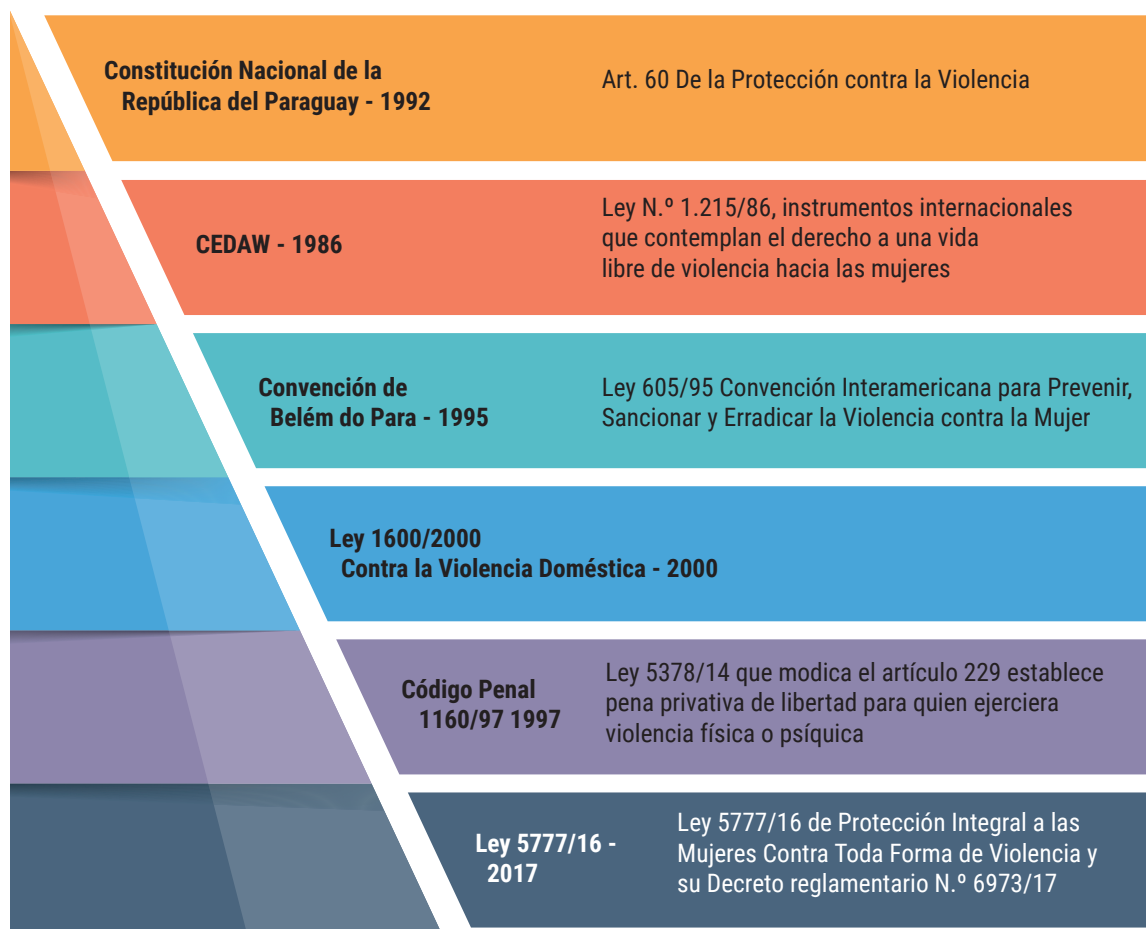 Constitución Nacional de la
República del Paraguay - 1992
Art. 60 De la Protección contra la Violencia
CEDAW - 1986
Ley N.º 1.215/86, instrumentos internacionales
que contemplan el derecho a una vida
libre de violencia hacia las mujeres
Convención de
Belém do Para - 1995
Ley 605/95 Convención Interamericana para Prevenir,
Sancionar y Erradicar la Violencia contra la Mujer
Ley 1600/2000
Contra la Violencia Doméstica - 2000
Código Penal
1160/97 1997
Ley 5378/14 que modica el artículo 229 establece
pena privativa de libertad para quien ejerciera
violencia física o psíquica
Ley 5777/16 -
2017
Ley 5777/16 de Protección Integral a las
Mujeres Contra Toda Forma de Violencia y
su Decreto reglamentario N.º 6973/17